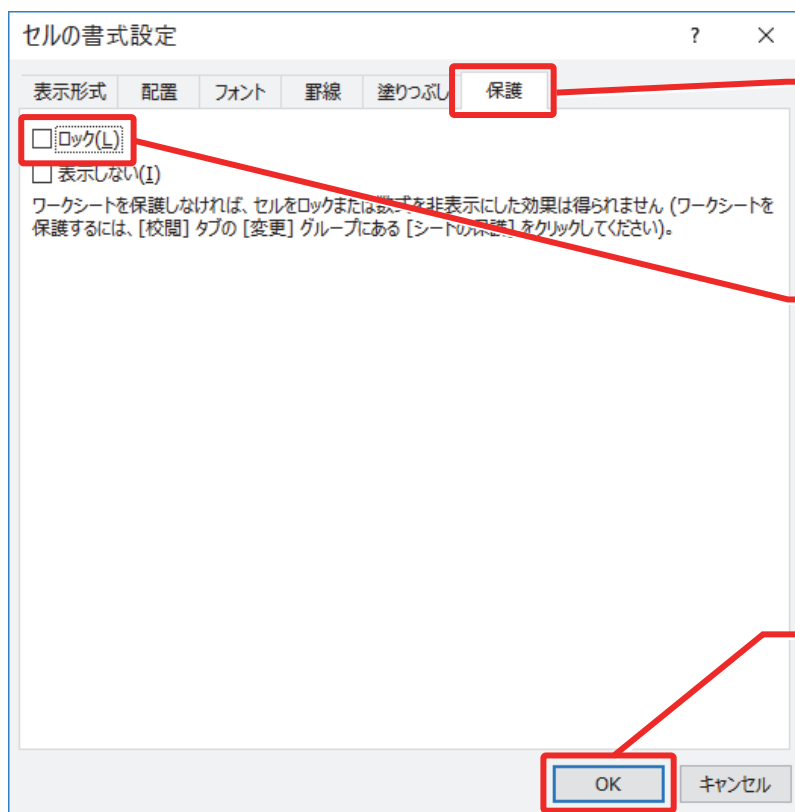 セルの書式設定 ? ×
表示形式 配置 フォント 罫線 塗りつぶし 保護
ロック(L)
表示しない(I)
ワークシートを保護しなければ、セルをロックまたは数式を非表示にした効果は得られません (ワークシートを
保護するには、[校閲] タブの [変更] グループにある [シートの保護] をクリックしてください)。
OK キャンセル